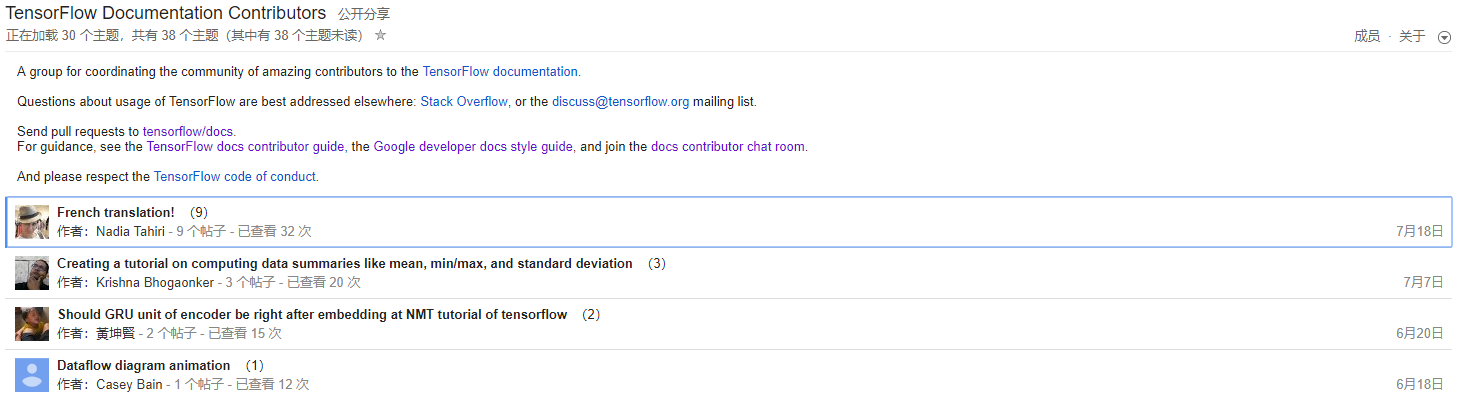 TensorFlow Documentation Contributors 公开分享
正在加载 30 个主题，共有 38 个主题（其中有 38 个主题未读） ☆
成员 · 关于
A group for coordinating the community of amazing contributors to the TensorFlow documentation.
Questions about usage of TensorFlow are best addressed elsewhere: Stack Overflow, or the discuss@tensorflow.org mailing list.
Send pull requests to tensorflow/docs.
For guidance, see the TensorFlow docs contributor guide, the Google developer docs style guide, and join the docs contributor chat room.
And please respect the TensorFlow code of conduct.
French translation! （9）
作者：Nadia Tahiri - 9 个帖子 - 已查看 32 次 7月18日
Creating a tutorial on computing data summaries like mean, min/max, and standard deviation （3）
作者：Krishna Bhogaonker - 3 个帖子 - 已查看 20 次 7月7日
Should GRU unit of encoder be right after embedding at NMT tutorial of tensorflow （2）
作者：黃坤賢 - 2 个帖子 - 已查看 15 次 6月20日
Dataflow diagram animation （1）
作者：Casey Bain - 1 个帖子 - 已查看 12 次 6月18日